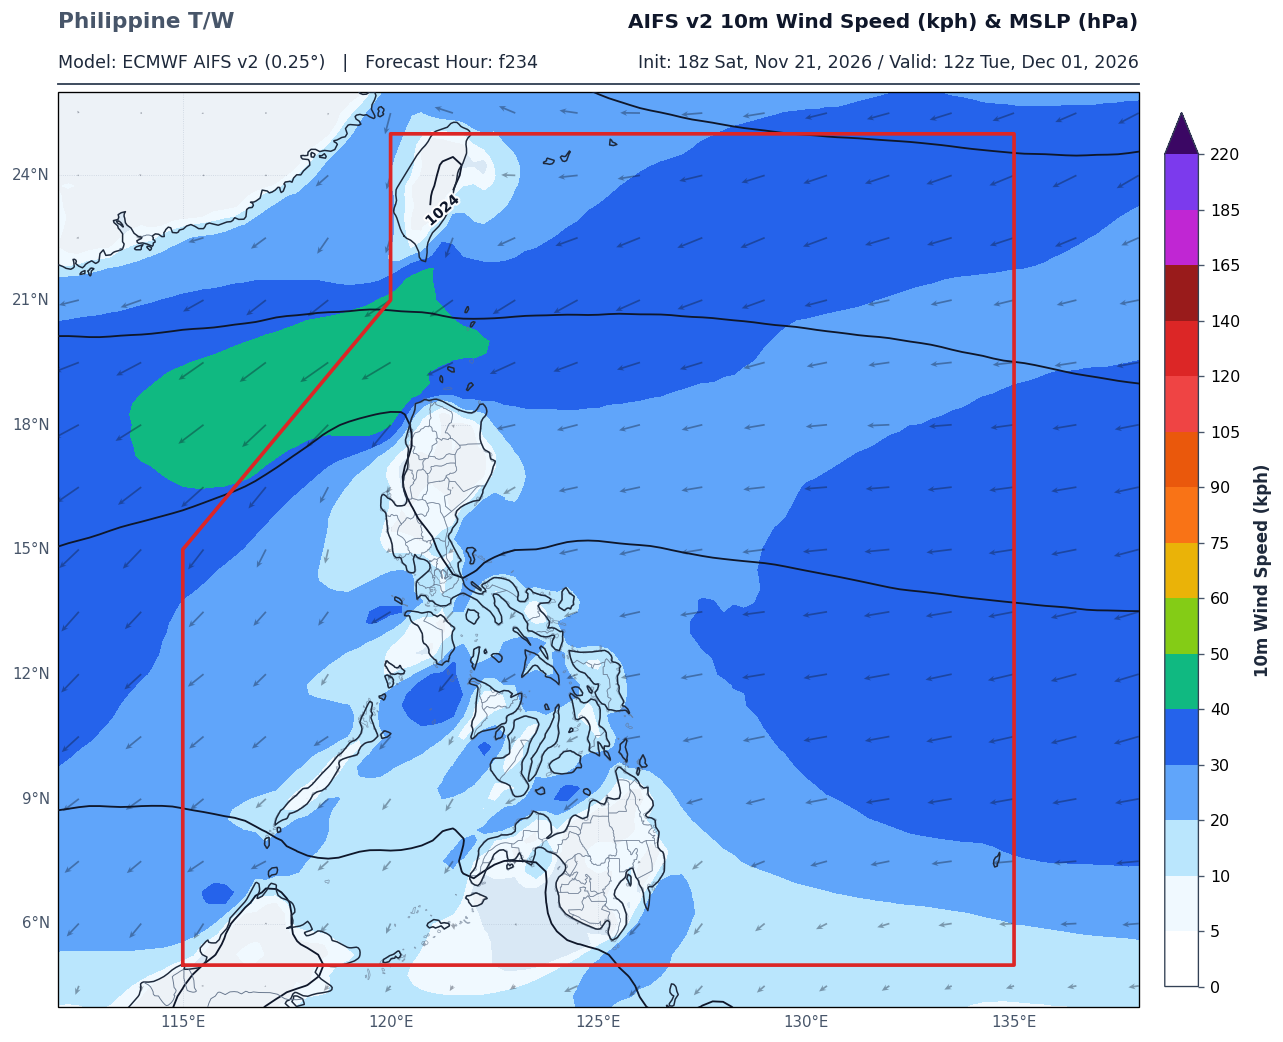 Philippine T/W
AIFS v2 10m Wind Speed (kph) & MSLP (hPa)
Model: ECMWF AIFS v2 (0.25°) | Forecast Hour: f234
Init: 18z Sat, Nov 21, 2026 / Valid: 12z Tue, Dec 01, 2026
24°N
21°N
18°N
15°N
12°N
9°N
6°N
1024
115°E
120°E
125°E
130°E
135°E
220
185
165
140
120
105
90
75
60
50
40
30
20
10
5
0
10m Wind Speed (kph)